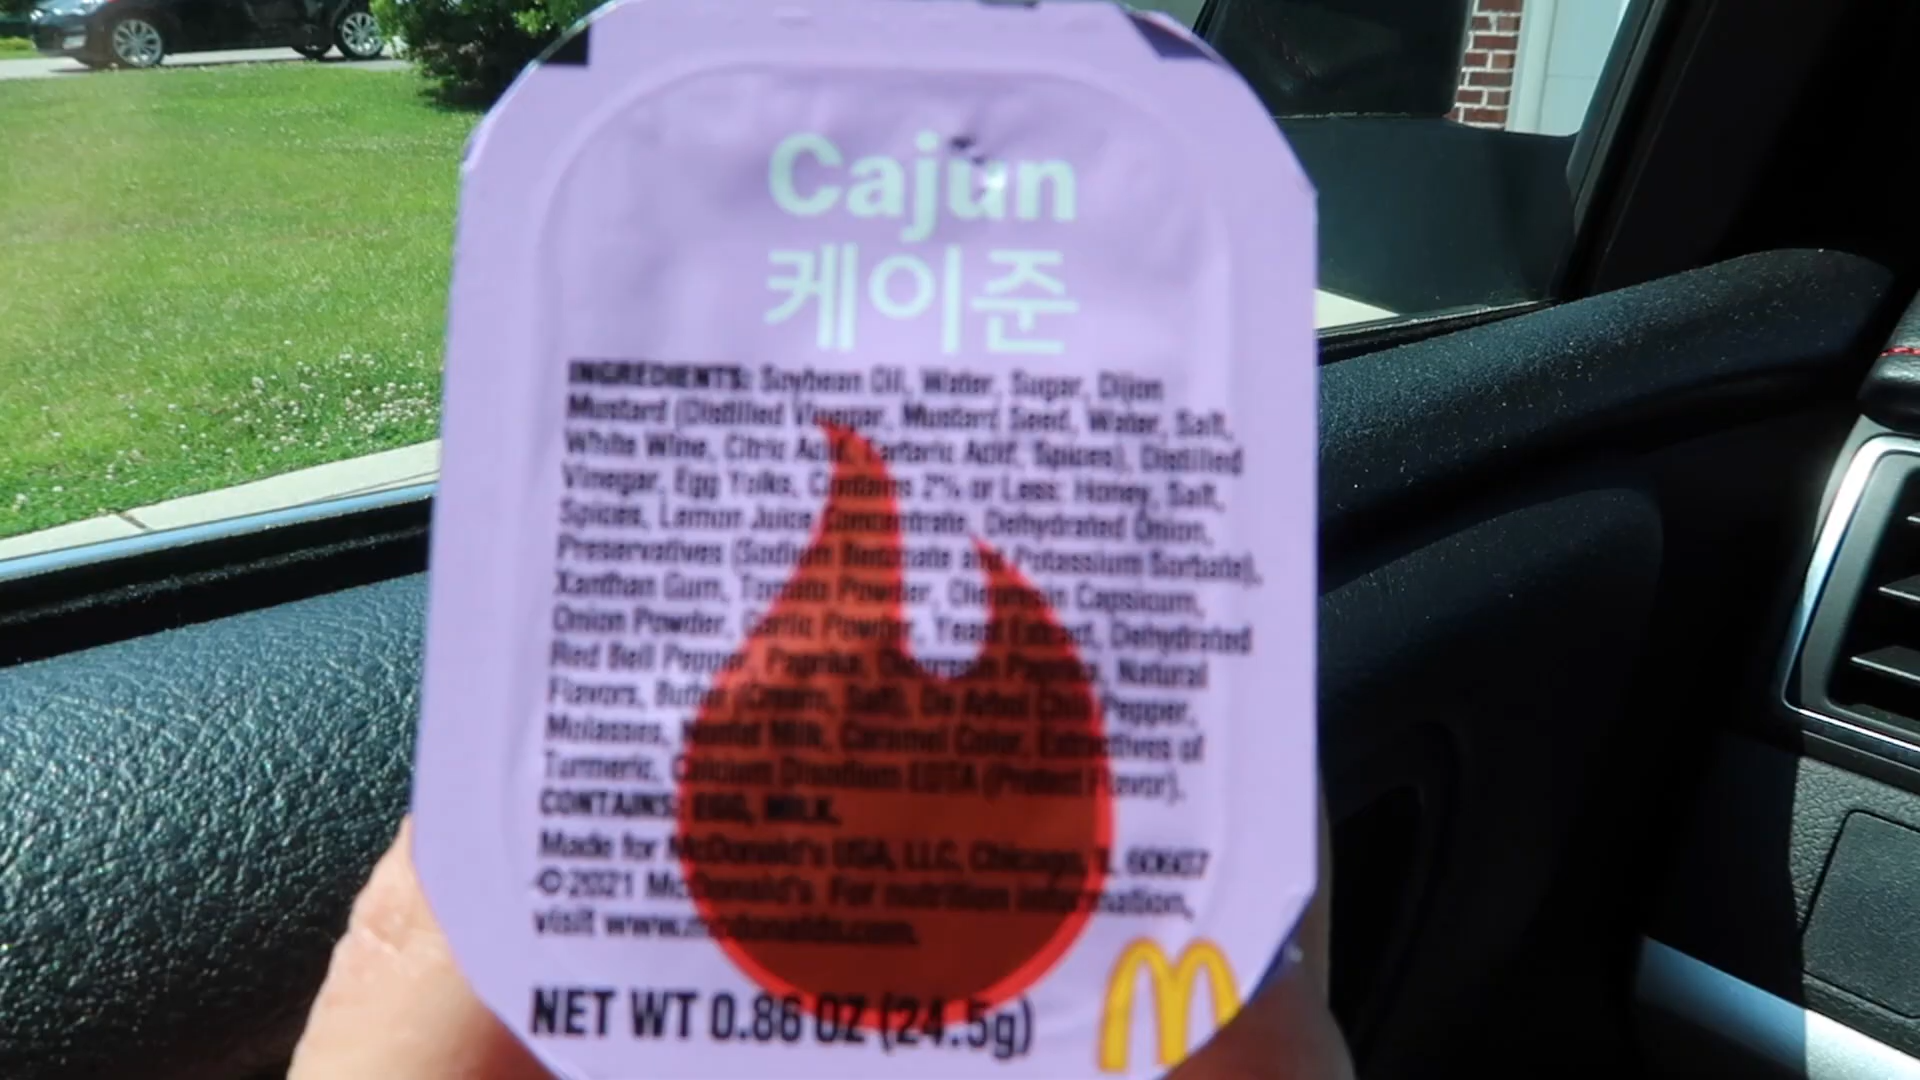 Cajun
케이준
INGREDIENTS: Soybean Oil, Water, Sugar, Dijon
Mustard (Distilled Vinegar, Mustard Seed, Water, Salt,
White Wine, Citric Acid, Tartaric Acid, Spices), Distilled
Vinegar, Egg Yolks, Contains 2% or Less: Honey, Salt,
Spices, Lemon Juice Concentrate, Dehydrated Onion,
Preservatives (Sodium Benzoate and Potassium Sorbate),
Xanthan Gum, Tomato Powder, Oleoresin Capsicum,
Onion Powder, Garlic Powder, Yeast Extract, Dehydrated
Red Bell Pepper, Paprika, Oleoresin Paprika, Natural
Flavors, Butter (Cream, Salt), De Arbol Chili Pepper,
Molasses, Nonfat Milk, Caramel Color, Extractives of
Turmeric, Calcium Disodium EDTA (Protect Flavor).
CONTAINS: EGG, MILK.
Made for McDonald's USA, LLC, Chicago, IL 60607
©2021 McDonald's For nutrition information,
visit www.mcdonalds.com.
NET WT 0.86 OZ (24.5g)